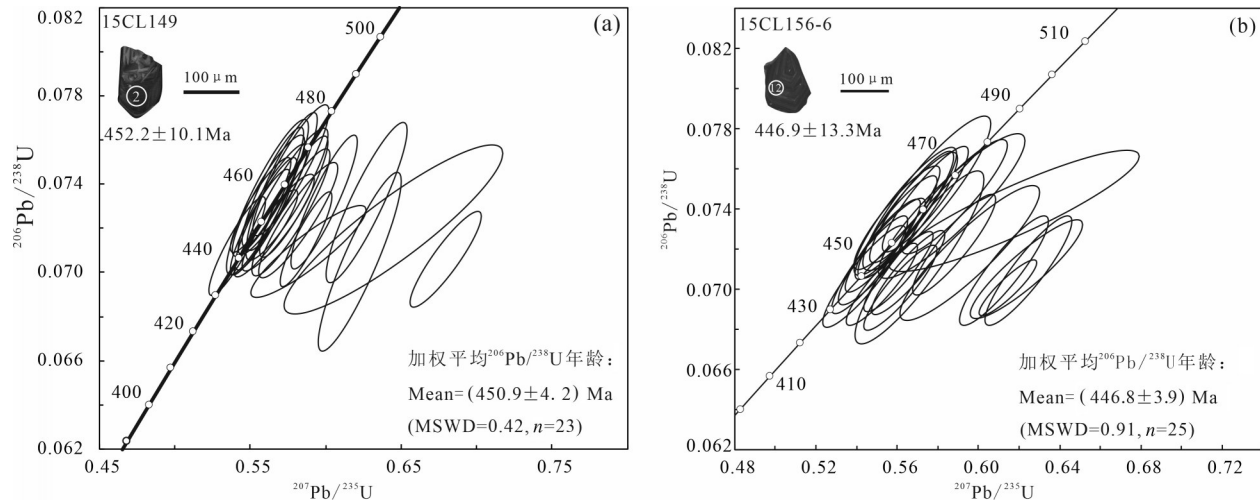 15CL149
(a)
2
100 μm
452.2±10.1Ma
500
480
460
440
420
400
加权平均²⁰⁶Pb/²³⁸U年龄：
Mean=(450.9±4.2) Ma
(MSWD=0.42, n=23)
0.082
0.078
0.074
0.070
0.066
0.062
²⁰⁶Pb/²³⁸U
0.45
0.55
0.65
0.75
²⁰⁷Pb/²³⁵U
15CL156-6
(b)
12
100 μm
446.9±13.3Ma
510
490
470
450
430
410
加权平均²⁰⁶Pb/²³⁸U年龄：
Mean=(446.8±3.9) Ma
(MSWD=0.91, n=25)
0.082
0.078
0.074
0.070
0.066
0.062
²⁰⁶Pb/²³⁸U
0.48
0.52
0.56
0.60
0.64
0.68
0.72
²⁰⁷Pb/²³⁵U